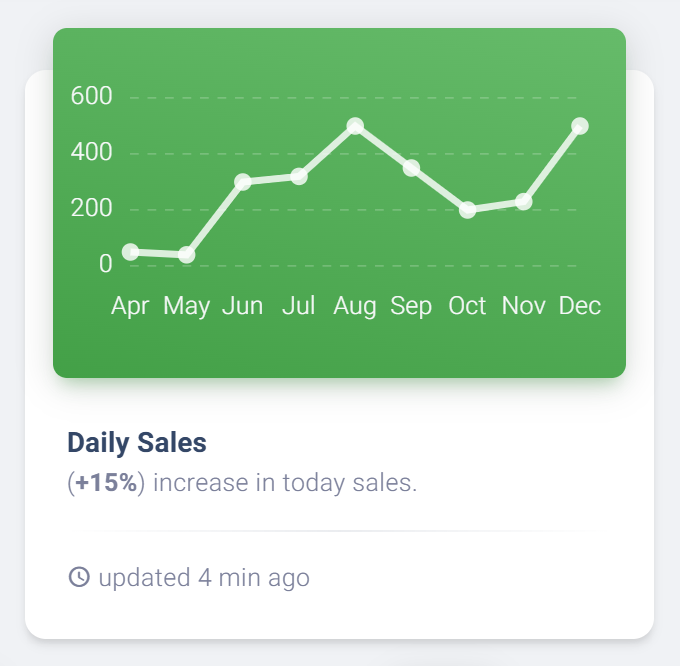 600
400
200
0
Apr May Jun Jul Aug Sep Oct Nov Dec
Daily Sales
(+15%) increase in today sales.
updated 4 min ago